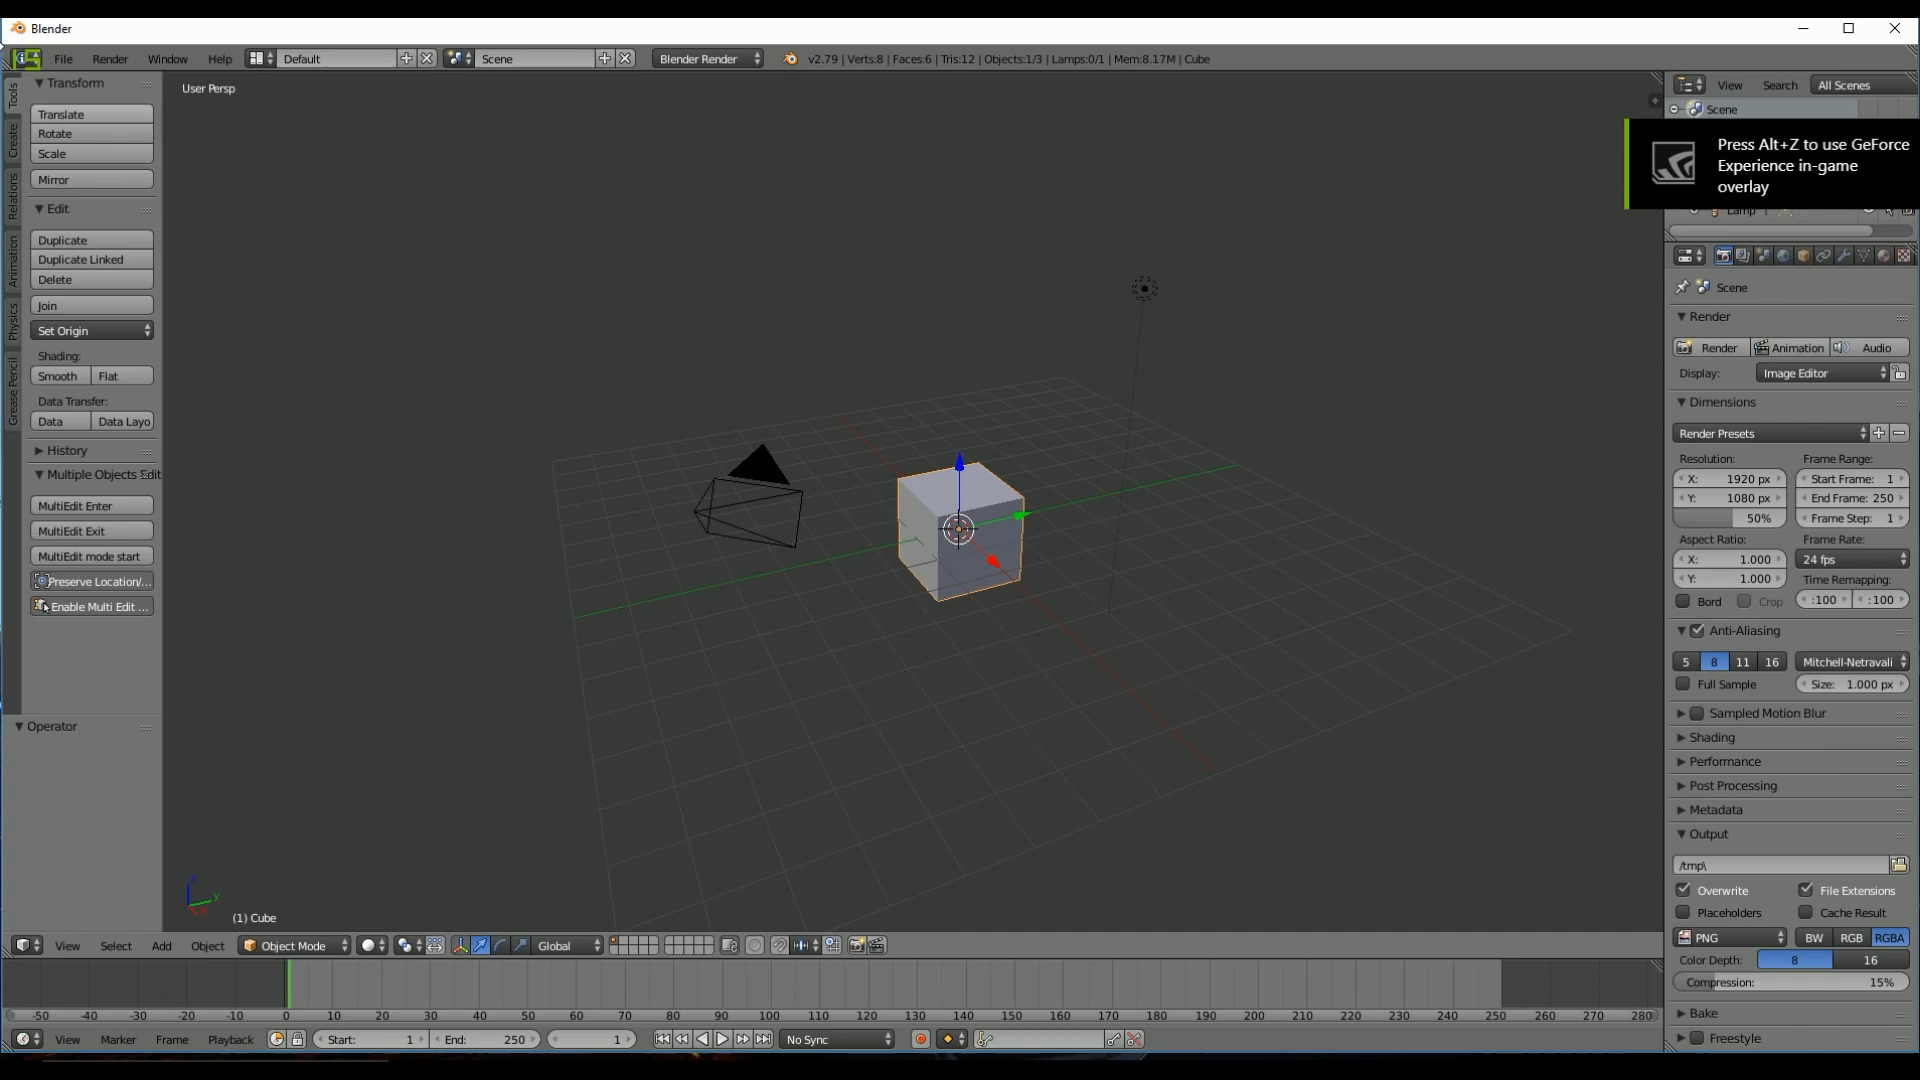 Blender
File Render Window Help Default Scene Blender Render v2.79 | Verts:8 | Faces:6 | Tris:12 | Objects:1/3 | Lamps:0/1 | Mem:8.17M | Cube
Tools
Create
Relations
Animation
Physics
Grease Pencil
Transform
Translate
Rotate
Scale
Mirror
Edit
Duplicate
Duplicate Linked
Delete
Join
Set Origin
Shading:
Smooth Flat
Data Transfer:
Data Data Layo
History
Multiple Objects Edit
MultiEdit Enter
MultiEdit Exit
MultiEdit mode start
Preserve Location/...
Enable Multi Edit ...
Operator
User Persp
z
y
(1) Cube
View Select Add Object Object Mode Global
-50 -40 -30 -20 -10 0 10 20 30 40 50 60 70 80 90 100 110 120 130 140 150 160 170 180 190 200 210 220 230 240 250 260 270 280
View Marker Frame Playback Start: 1 End: 250 1 No Sync
View Search All Scenes
Scene
Press Alt+Z to use GeForce
Experience in-game
overlay
Lamp
Scene
Render
Render Animation Audio
Display: Image Editor
Dimensions
Render Presets
Resolution: Frame Range:
X: 1920 px Start Frame: 1
Y: 1080 px End Frame: 250
50% Frame Step: 1
Aspect Ratio: Frame Rate:
X: 1.000 24 fps
Y: 1.000 Time Remapping:
Bord Crop :100 :100
Anti-Aliasing
5 8 11 16 Mitchell-Netravali
Full Sample Size: 1.000 px
Sampled Motion Blur
Shading
Performance
Post Processing
Metadata
Output
/tmp\
Overwrite File Extensions
Placeholders Cache Result
PNG BW RGB RGBA
Color Depth: 8 16
Compression: 15%
Bake
Freestyle